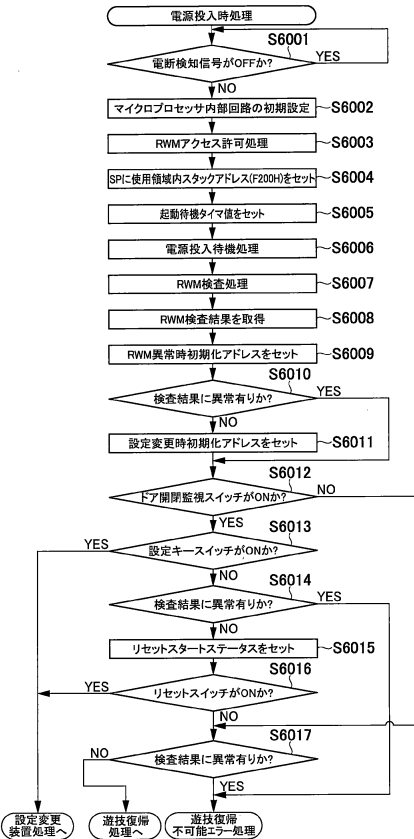 電源投入時処理
S6001
電断検知信号がOFFか?
YES
NO
マイクロプロセッサ内部回路の初期設定
S6002
RWMアクセス許可処理
S6003
SPに使用領域内スタックアドレス(F200H)をセット
S6004
起動待機タイマ値をセット
S6005
電源投入待機処理
S6006
RWM検査処理
S6007
RWM検査結果を取得
S6008
RWM異常時初期化アドレスをセット
S6009
S6010
検査結果に異常有りか?
YES
NO
設定変更時初期化アドレスをセット
S6011
S6012
ドア開閉監視スイッチがONか?
NO
YES
S6013
YES
設定キースイッチがONか?
NO
S6014
検査結果に異常有りか?
YES
NO
リセットスタートステータスをセット
S6015
S6016
YES
リセットスイッチがONか?
NO
S6017
NO
検査結果に異常有りか?
YES
設定変更
装置処理へ
遊技復帰
処理へ
遊技復帰
不可能エラー処理